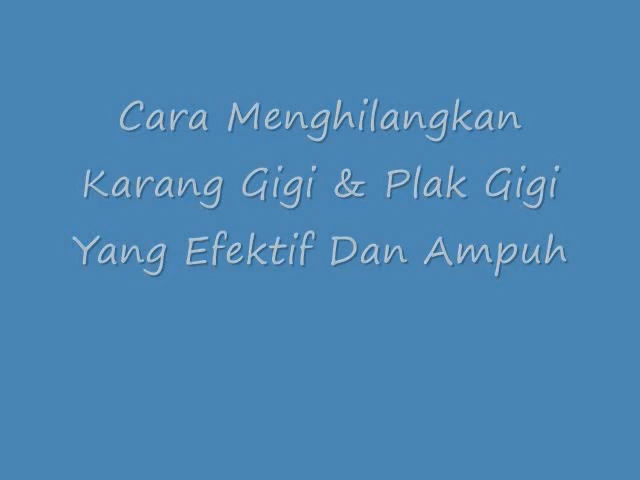 Cara Menghilangkan
Karang Gigi & Plak Gigi
Yang Efektif Dan Ampuh